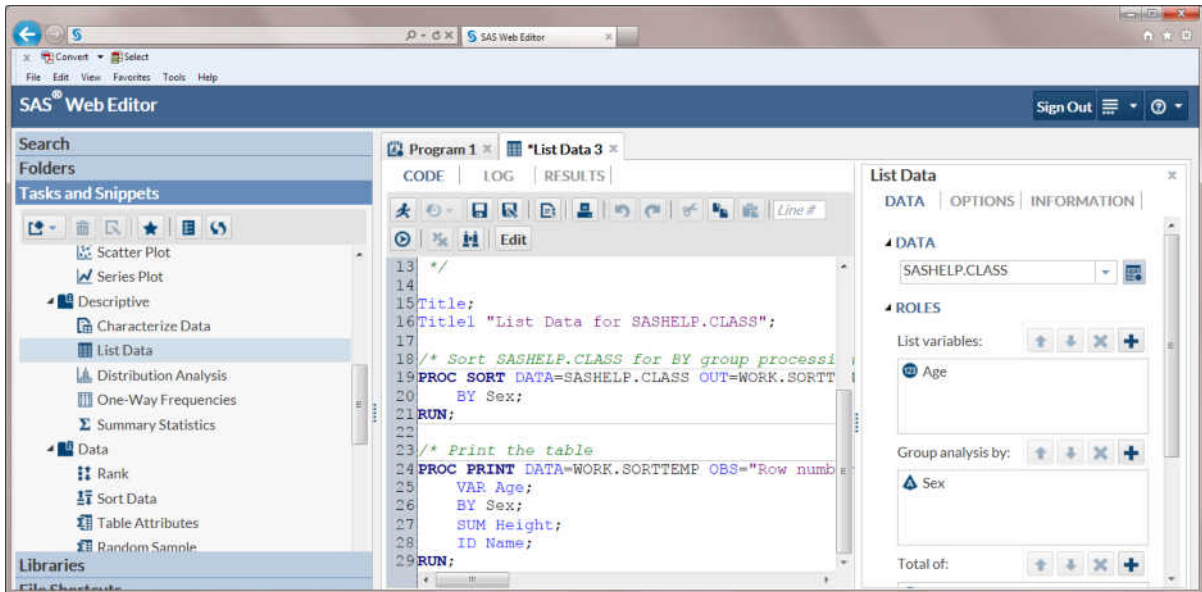 SAS Web Editor
Convert Select
File Edit View Favorites Tools Help
SAS® Web Editor
Sign Out
Search
Folders
Tasks and Snippets
Scatter Plot
Series Plot
Descriptive
Characterize Data
List Data
Distribution Analysis
One-Way Frequencies
Σ Summary Statistics
Data
Rank
Sort Data
Table Attributes
Random Sample
Libraries
Program 1
*List Data 3
CODE LOG RESULTS
Line #
Edit
13 */
14
15 Title;
16 Title1 "List Data for SASHELP.CLASS";
17
18 /* Sort SASHELP.CLASS for BY group processi
19 PROC SORT DATA=SASHELP.CLASS OUT=WORK.SORTT
20 BY Sex;
21 RUN;
22
23 /* Print the table
24 PROC PRINT DATA=WORK.SORTTEMP OBS="Row numb
25 VAR Age;
26 BY Sex;
27 SUM Height;
28 ID Name;
29 RUN;
List Data
DATA OPTIONS INFORMATION
DATA
SASHELP.CLASS
ROLES
List variables:
123 Age
Group analysis by:
Sex
Total of: